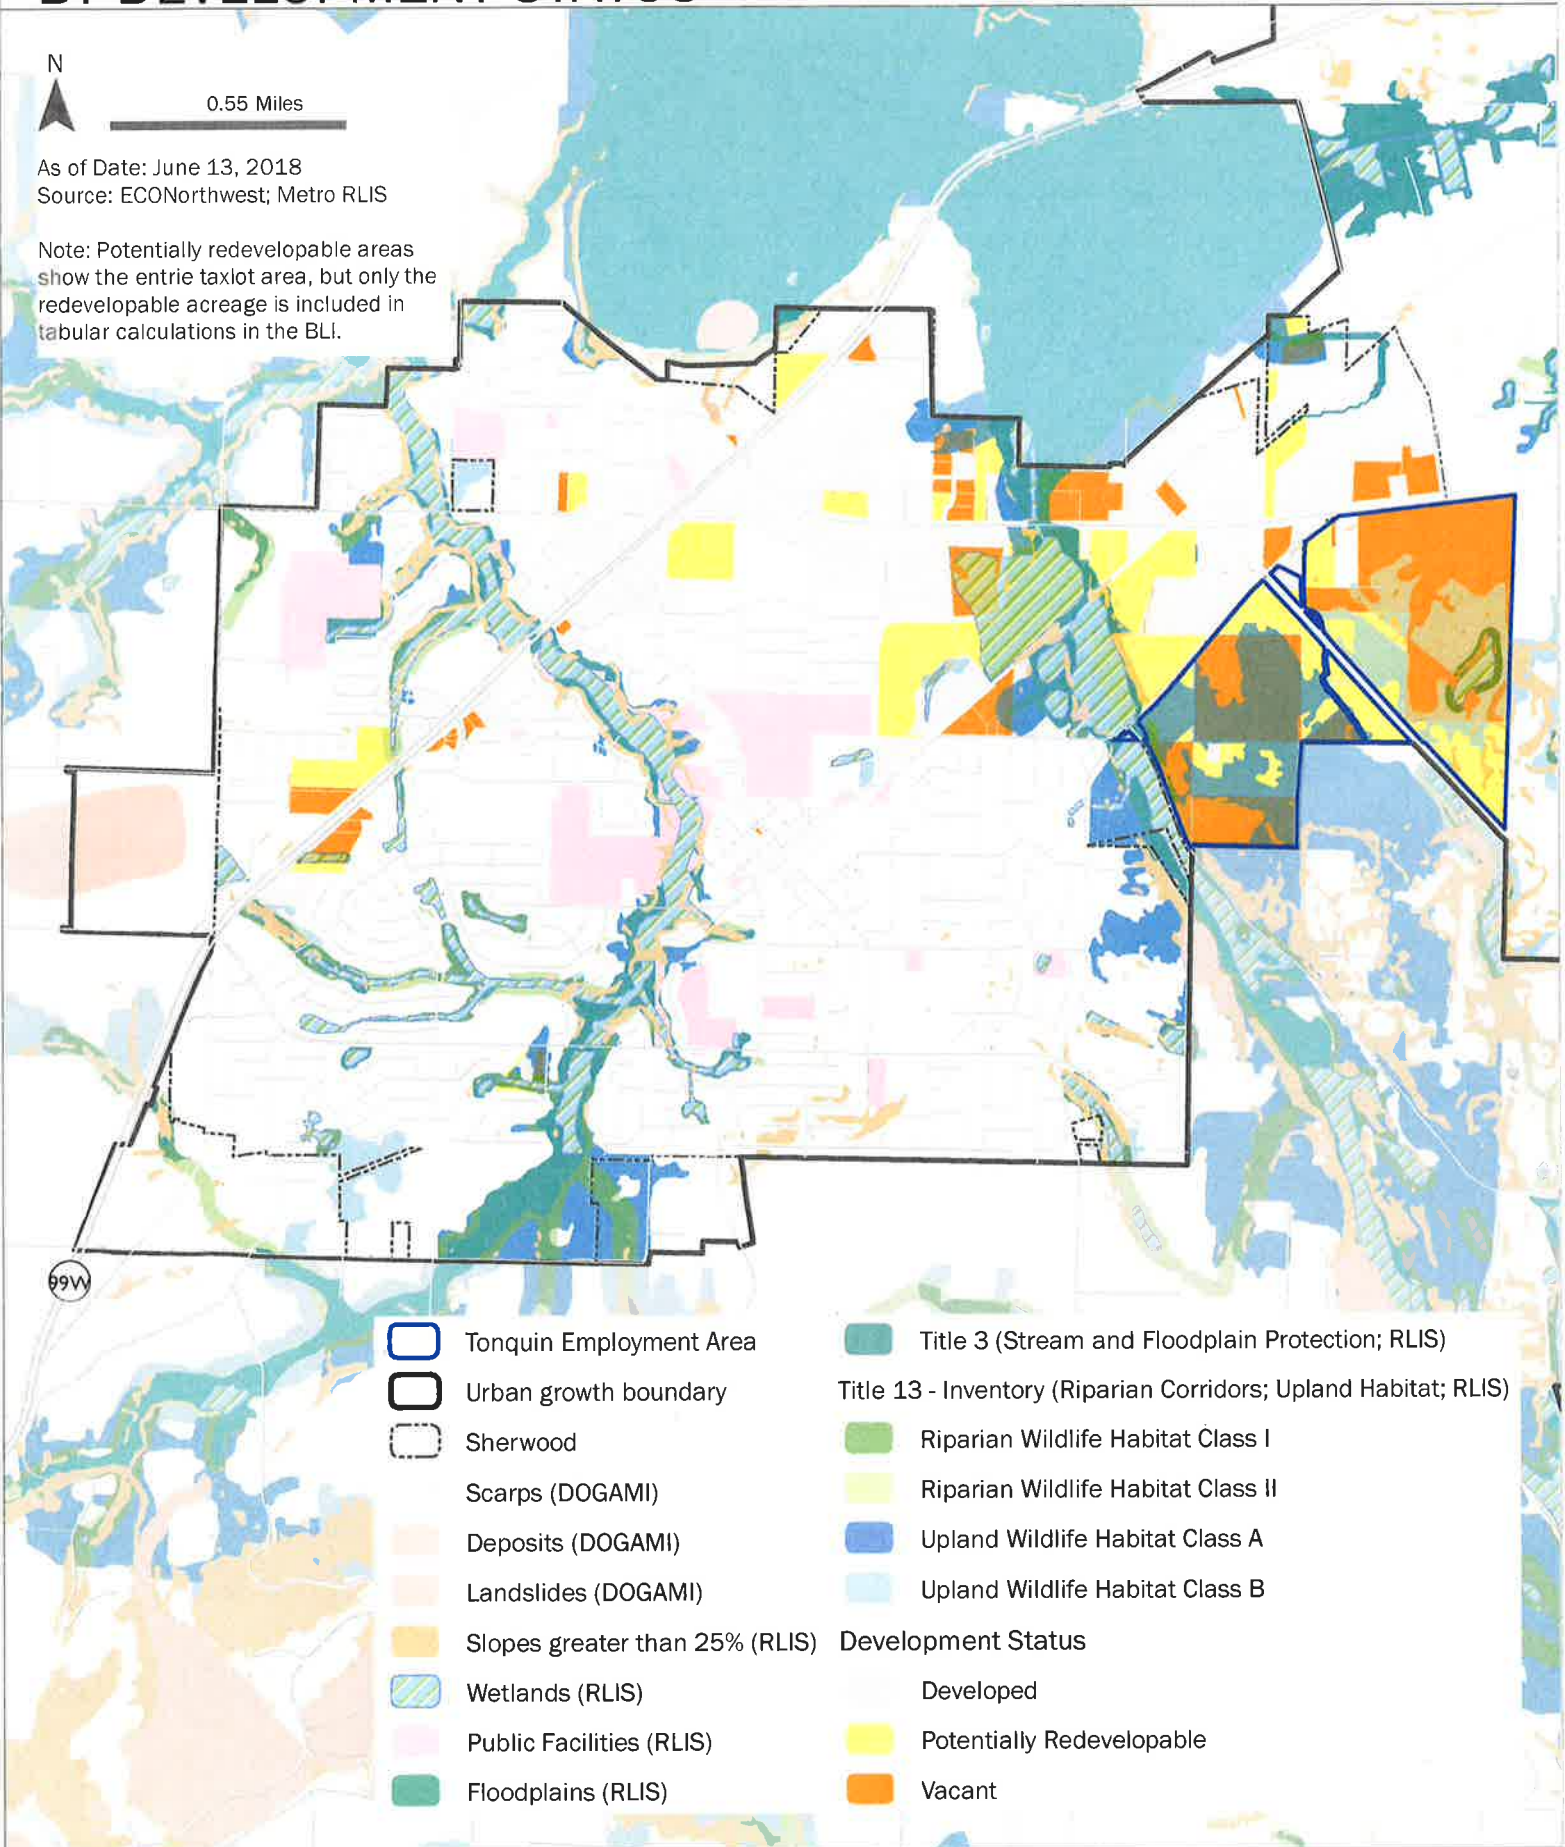 BY DEVELOPMENT STATUS
N
0.55 Miles
As of Date: June 13, 2018
Source: ECONorthwest; Metro RLIS
Note: Potentially redevelopable areas
show the entrie taxlot area, but only the
redevelopable acreage is included in
tabular calculations in the BLI.
99W
Tonquin Employment Area
Urban growth boundary
Sherwood
Scarps (DOGAMI)
Deposits (DOGAMI)
Landslides (DOGAMI)
Slopes greater than 25% (RLIS)
Wetlands (RLIS)
Public Facilities (RLIS)
Floodplains (RLIS)
Title 3 (Stream and Floodplain Protection; RLIS)
Title 13 - Inventory (Riparian Corridors; Upland Habitat; RLIS)
Riparian Wildlife Habitat Class I
Riparian Wildlife Habitat Class II
Upland Wildlife Habitat Class A
Upland Wildlife Habitat Class B
Development Status
Developed
Potentially Redevelopable
Vacant